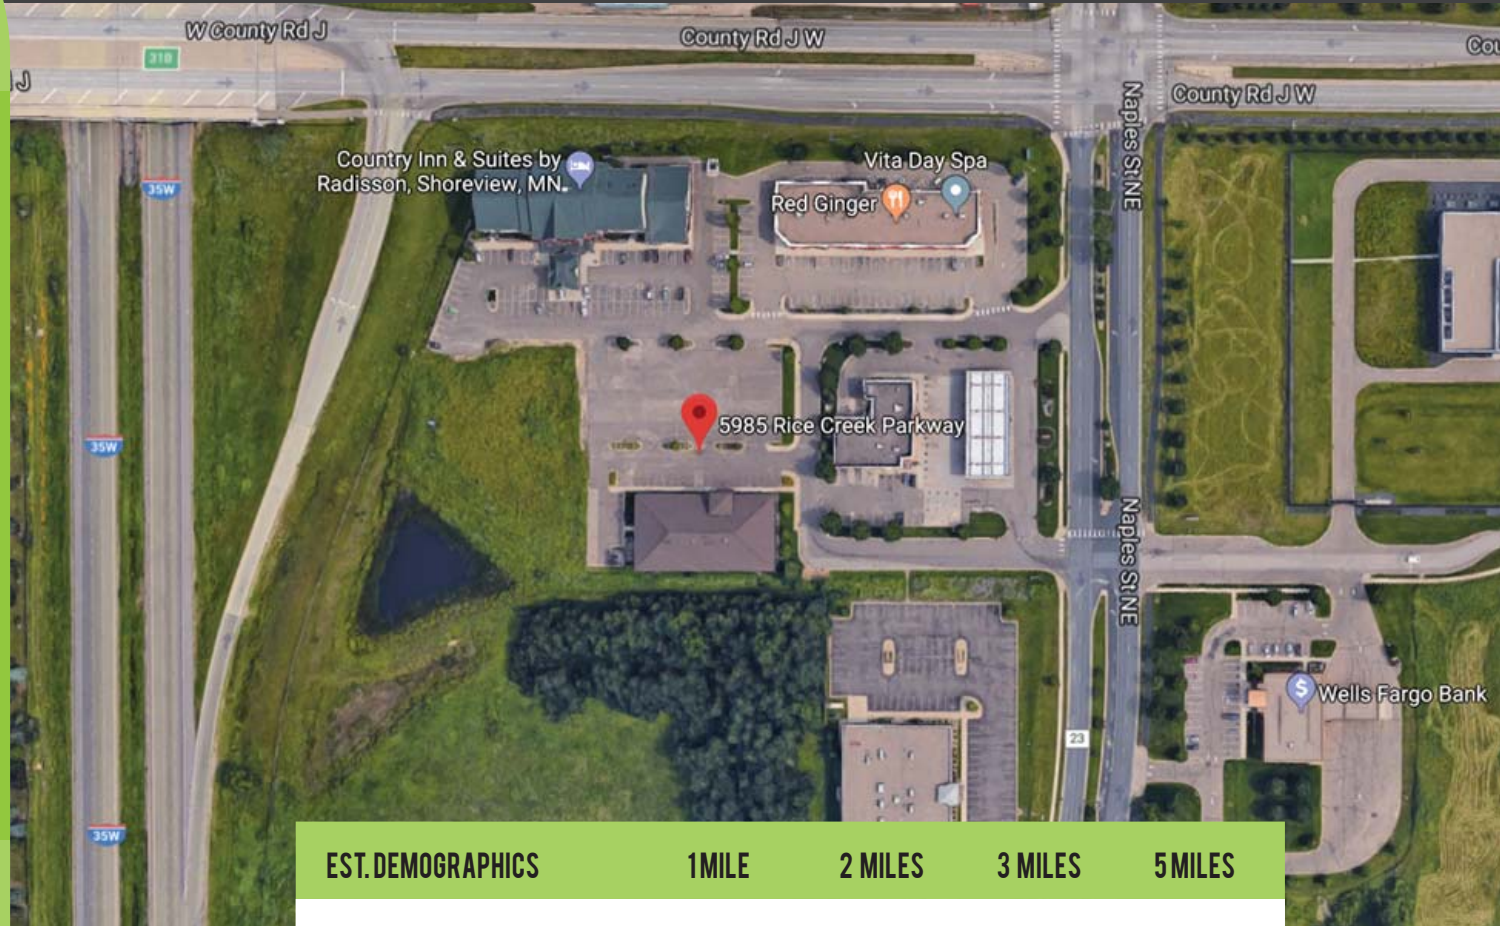 W County Rd J
County Rd J W
31B
J
County Rd J W
Naples St NE
Country Inn & Suites by
Radisson, Shoreview, MN
35W
Vita Day Spa
Red Ginger
5985 Rice Creek Parkway
35W
Naples St NE
Wells Fargo Bank
23
35W
EST. DEMOGRAPHICS 1 MILE 2 MILES 3 MILES 5 MILES